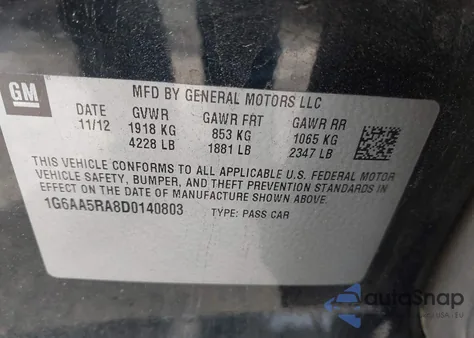 GM
MFD BY GENERAL MOTORS LLC
DATE GVWR GAWR FRT GAWR RR
11/12 1918 KG 853 KG 1065 KG
4228 LB 1881 LB 2347 LB
THIS VEHICLE CONFORMS TO ALL APPLICABLE U.S. FEDERAL MOTOR
VEHICLE SAFETY, BUMPER, AND THEFT PREVENTION STANDARDS IN
EFFECT ON THE DATE OF MANUFACTURE SHOWN ABOVE.
1G6AA5RA8D0140803 TYPE: PASS CAR
AutoSnap